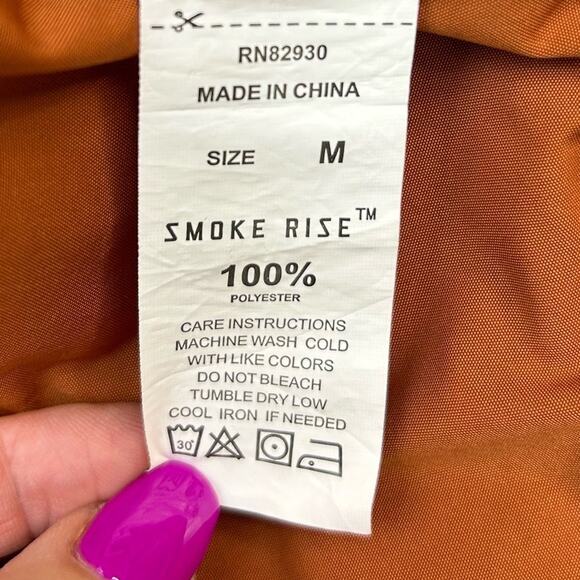 RN82930
MADE IN CHINA
SIZE M
SMOKE RISE™
100%
POLYESTER
CARE INSTRUCTIONS
MACHINE WASH COLD
WITH LIKE COLORS
DO NOT BLEACH
TUMBLE DRY LOW
COOL IRON IF NEEDED
30°